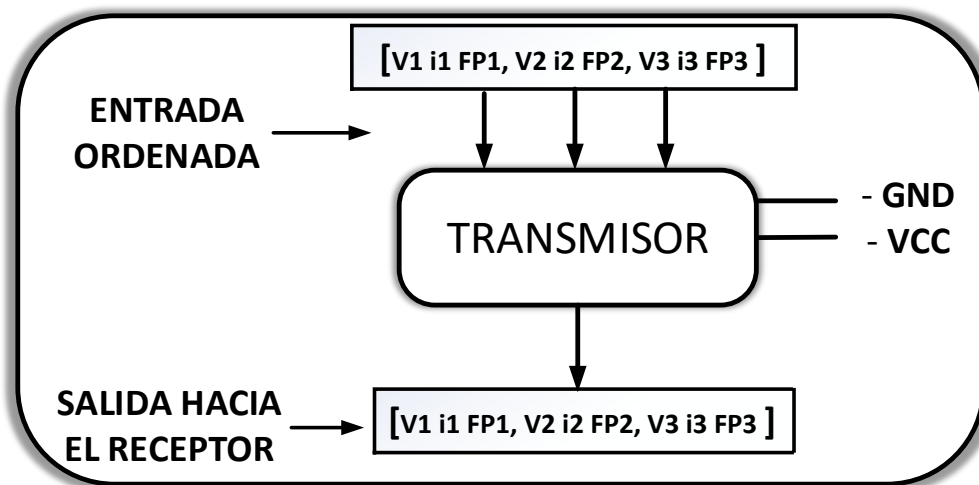 [V1 i1 FP1, V2 i2 FP2, V3 i3 FP3 ]
ENTRADA
ORDENADA
TRANSMISOR
- GND
- VCC
SALIDA HACIA
EL RECEPTOR
[V1 i1 FP1, V2 i2 FP2, V3 i3 FP3 ]